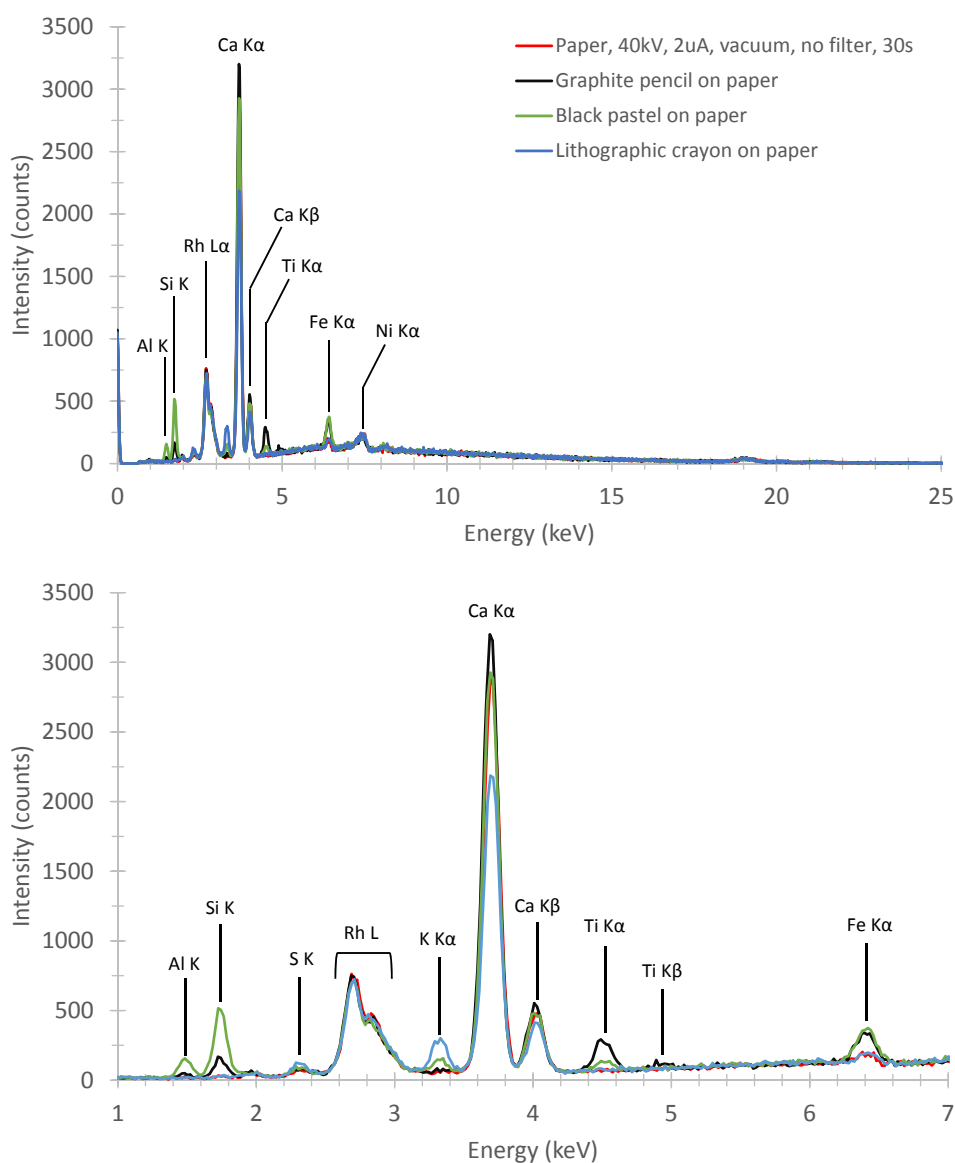 3500
3000
2500
2000
1500
1000
500
0
Intensity (counts)
Ca Kα
Paper, 40kV, 2uA, vacuum, no filter, 30s
Graphite pencil on paper
Black pastel on paper
Lithographic crayon on paper
Ca Kβ
Rh Lα
Ti Kα
Si K
Fe Kα
Ni Kα
Al K
0 5 10 15 20 25
Energy (keV)
3500
3000
2500
2000
1500
1000
500
0
Intensity (counts)
Ca Kα
Si K
Ca Kβ
Rh L
K Kα
Ti Kα
Fe Kα
Al K
S K
Ti Kβ
1 2 3 4 5 6 7
Energy (keV)